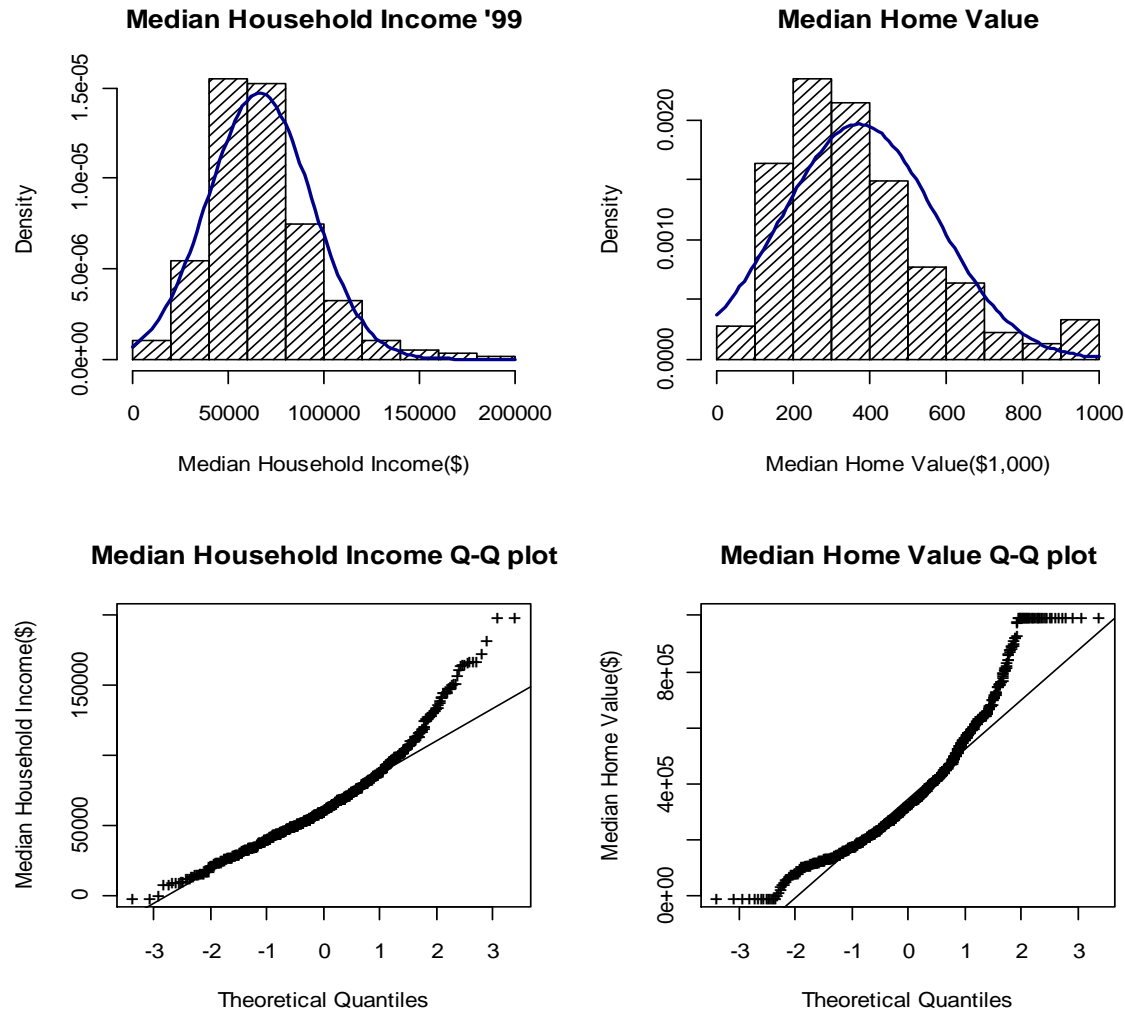 Median Household Income '99
Density
0.0e+00 5.0e-06 1.0e-05 1.5e-05
0 50000 100000 150000 200000
Median Household Income($)
Median Home Value
Density
0.0000 0.0010 0.0020
0 200 400 600 800 1000
Median Home Value($1,000)
Median Household Income Q-Q plot
Median Household Income($)
0 50000 150000
-3 -2 -1 0 1 2 3
Theoretical Quantiles
Median Home Value Q-Q plot
Median Home Value($)
0e+00 4e+05 8e+05
-3 -2 -1 0 1 2 3
Theoretical Quantiles